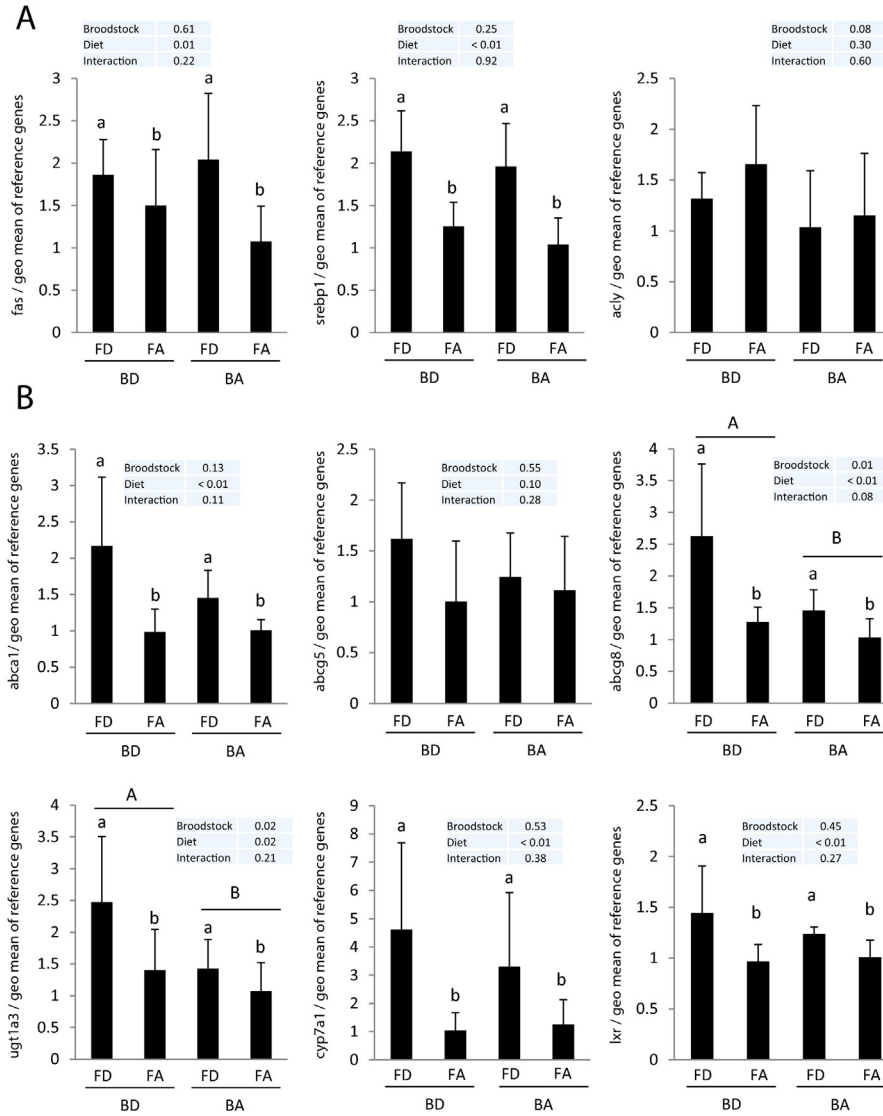 A
Broodstock 0.61
Diet 0.01
Interaction 0.22
fas / geo mean of reference genes
3
2.5
2
1.5
1
0.5
0
a
b
a
b
FD FA FD FA
BD BA
Broodstock 0.25
Diet < 0.01
Interaction 0.92
srebp1 / geo mean of reference genes
3
2.5
2
1.5
1
0.5
0
a
b
a
b
FD FA FD FA
BD BA
Broodstock 0.08
Diet 0.30
Interaction 0.60
acly / geo mean of reference genes
2.5
2
1.5
1
0.5
0
FD FA FD FA
BD BA
B
Broodstock 0.13
Diet < 0.01
Interaction 0.11
abca1/ geo mean of reference genes
3.5
3
2.5
2
1.5
1
0.5
0
a
b
a
b
FD FA FD FA
BD BA
Broodstock 0.55
Diet 0.10
Interaction 0.28
abcg5 / geo mean of reference genes
2.5
2
1.5
1
0.5
0
FD FA FD FA
BD BA
Broodstock 0.01
Diet < 0.01
Interaction 0.08
abcg8 / geo mean of reference genes
4
3.5
3
2.5
2
1.5
1
0.5
0
A
B
a
b
a
b
FD FA FD FA
BD BA
Broodstock 0.02
Diet 0.02
Interaction 0.21
ugt1a3 / geo mean of reference genes
4
3.5
3
2.5
2
1.5
1
0.5
0
A
B
a
b
a
b
FD FA FD FA
BD BA
Broodstock 0.53
Diet < 0.01
Interaction 0.38
cyp7a1 / geo mean of reference genes
9
8
7
6
5
4
3
2
1
0
a
b
a
b
FD FA FD FA
BD BA
Broodstock 0.45
Diet < 0.01
Interaction 0.27
lxr / geo mean of reference genes
2.5
2
1.5
1
0.5
0
a
b
a
b
FD FA FD FA
BD BA